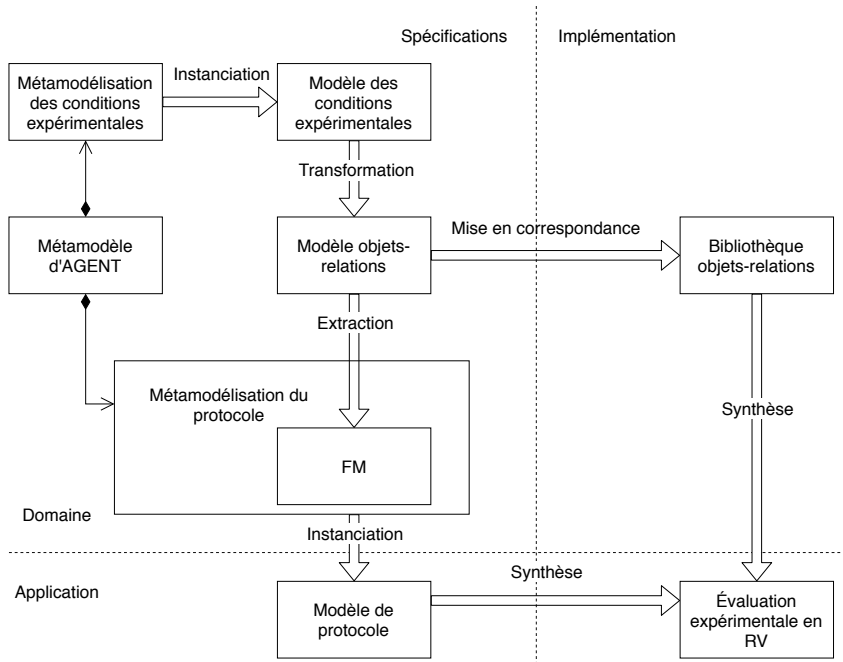 Spécifications
Implémentation
Métamodélisation
des conditions
expérimentales
Instanciation
Modèle des
conditions
expérimentales
Transformation
Métamodèle
d'AGENT
Modèle objets-
relations
Mise en correspondance
Bibliothèque
objets-relations
Extraction
Métamodélisation du
protocole
Synthèse
FM
Domaine
Instanciation
Application
Modèle de
protocole
Synthèse
Évaluation
expérimentale en
RV